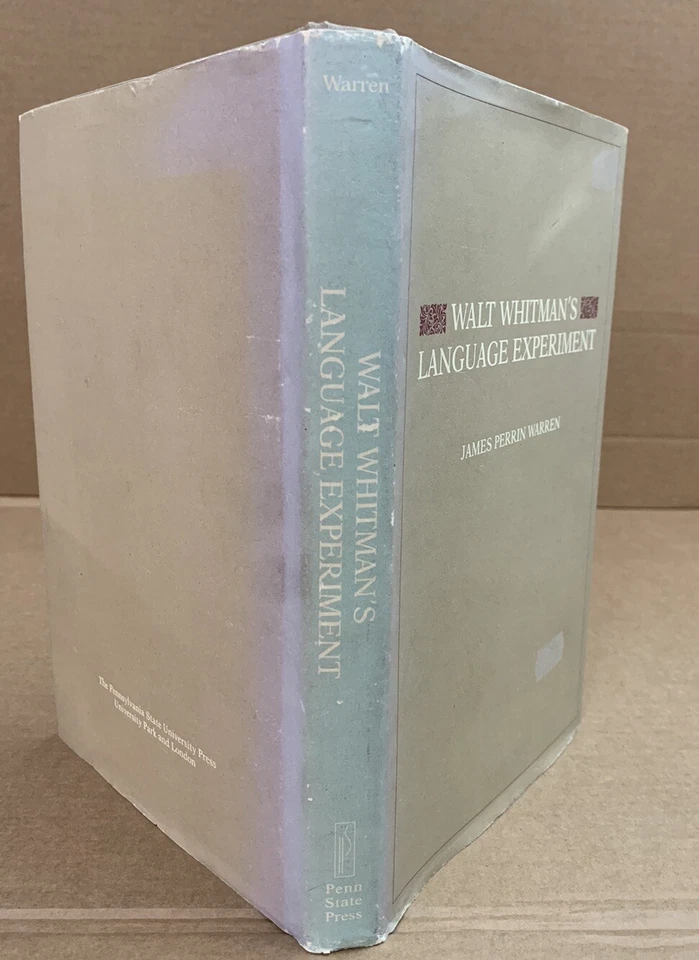 Warren
WALT WHITMAN'S
LANGUAGE EXPERIMENT
Penn
State
Press
WALT WHITMAN'S
LANGUAGE EXPERIMENT
JAMES PERRIN WARREN
The Pennsylvania State University Press
University Park and London